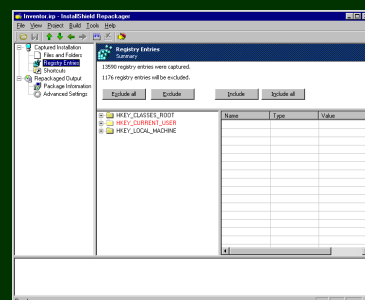 Inventor.irp - InstallShield Repackager
File View Project Build Tools Help
Captured Installation
Files and Folders
Registry Entries
Shortcuts
Repackaged Output
Package Information
Advanced Settings
Registry Entries
Summary
13590 registry entries were captured.
1176 registry entries will be excluded.
Exclude all Exclude Include Include all
HKEY_CLASSES_ROOT
HKEY_CURRENT_USER
HKEY_LOCAL_MACHINE
Name Type Value